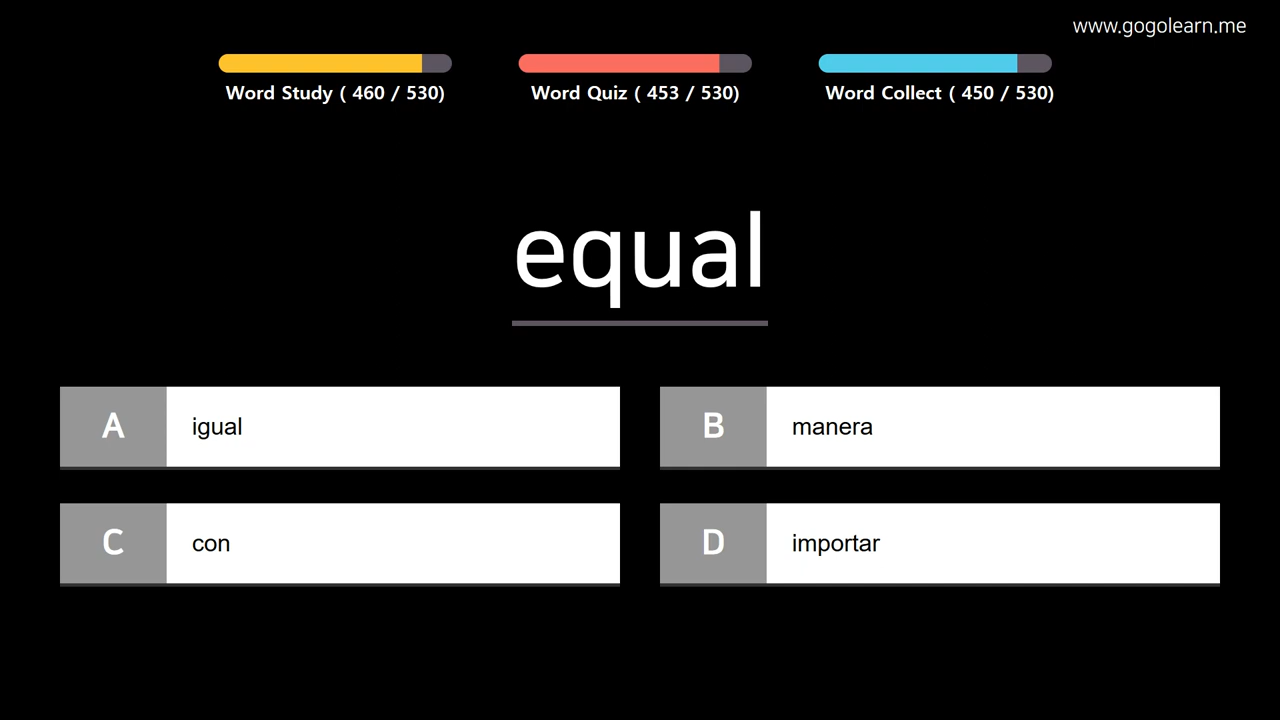 www.gogolearn.me
Word Study ( 460 / 530)
Word Quiz ( 453 / 530)
Word Collect ( 450 / 530)
equal
A igual
B manera
C con
D importar